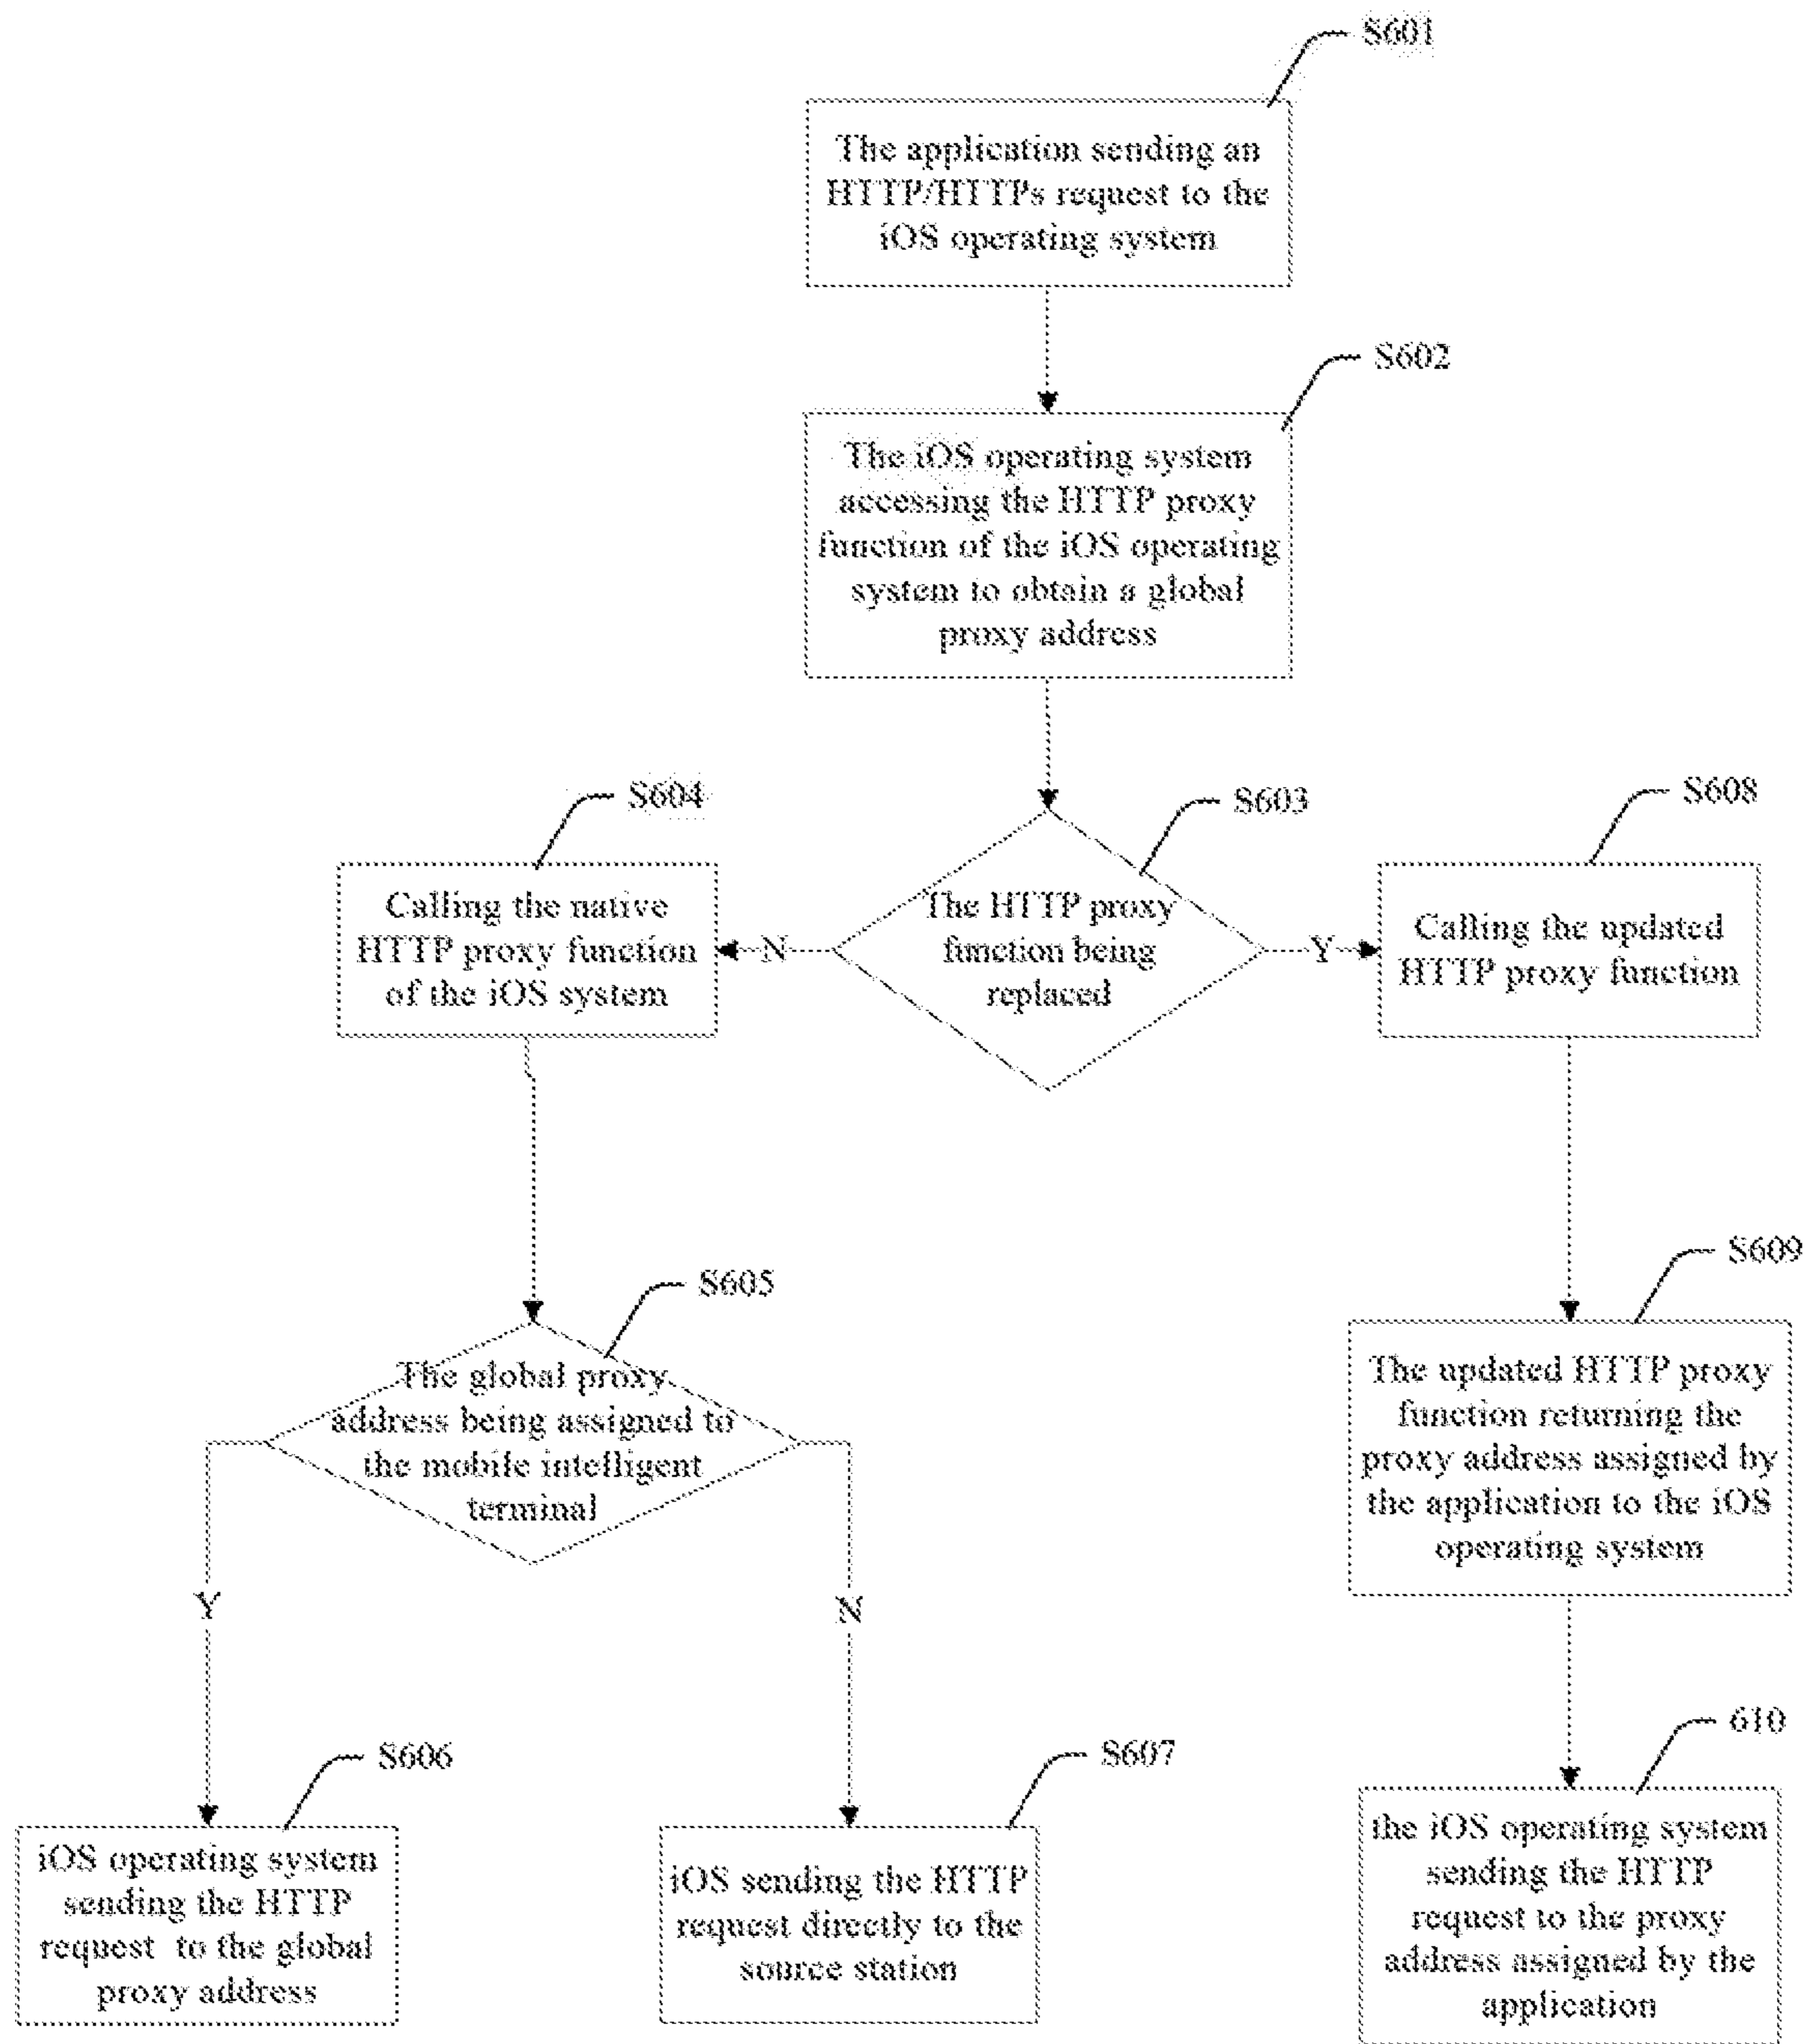 S601
The application sending an
HTTP/HTTPs request to the
iOS operating system
S602
The iOS operating system
accessing the HTTP proxy
function of the iOS operating
system to obtain a global
proxy address
S603
The HTTP proxy
function being
replaced
N
Y
S604
Calling the native
HTTP proxy function
of the iOS system
S608
Calling the updated
HTTP proxy function
S605
The global proxy
address being assigned to
the mobile intelligent
terminal
Y
N
S609
The updated HTTP proxy
function returning the
proxy address assigned by
the application to the iOS
operating system
S606
iOS operating system
sending the HTTP
request to the global
proxy address
S607
iOS sending the HTTP
request directly to the
source station
610
the iOS operating system
sending the HTTP
request to the proxy
address assigned by the
application